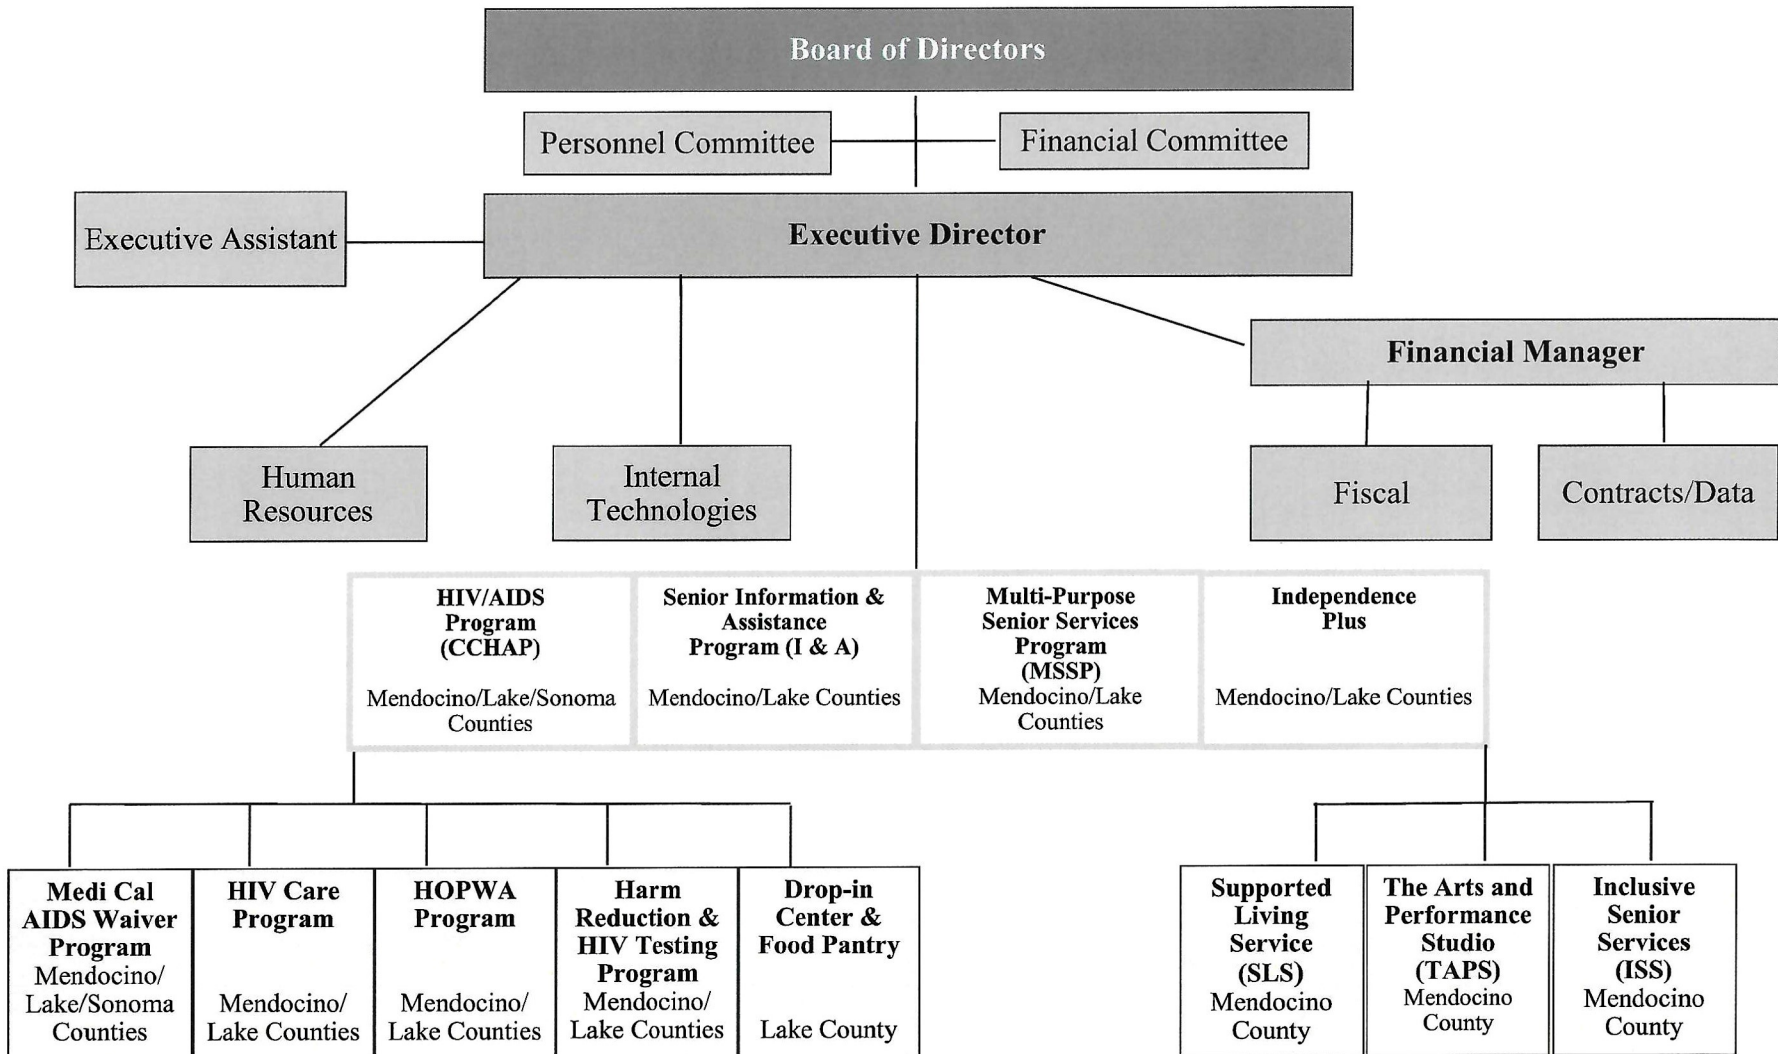 Board of Directors
Personnel Committee
Financial Committee
Executive Assistant
Executive Director
Financial Manager
Human
Resources
Internal
Technologies
Fiscal
Contracts/Data
HIV/AIDS
Program
(CCHAP)
Mendocino/Lake/Sonoma
Counties
Senior Information &
Assistance
Program (I & A)
Mendocino/Lake Counties
Multi-Purpose
Senior Services
Program
(MSSP)
Mendocino/Lake
Counties
Independence
Plus
Mendocino/Lake Counties
Medi Cal
AIDS Waiver
Program
Mendocino/
Lake/Sonoma
Counties
HIV Care
Program
Mendocino/
Lake Counties
HOPWA
Program
Mendocino/
Lake Counties
Harm
Reduction &
HIV Testing
Program
Mendocino/
Lake Counties
Drop-in
Center &
Food Pantry
Lake County
Supported
Living
Service
(SLS)
Mendocino
County
The Arts and
Performance
Studio
(TAPS)
Mendocino
County
Inclusive
Senior
Services
(ISS)
Mendocino
County